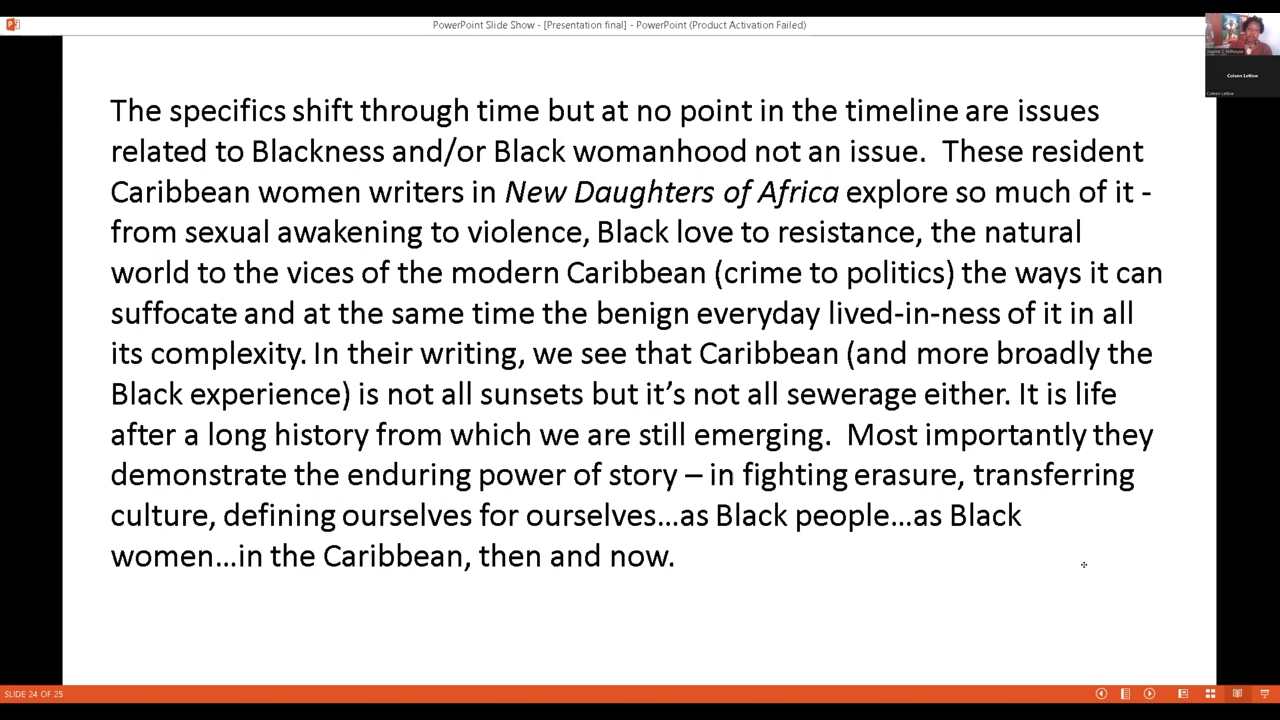 PowerPoint Slide Show - [Presentation final] - PowerPoint (Product Activation Failed)
The specifics shift through time but at no point in the timeline are issues
related to Blackness and/or Black womanhood not an issue.  These resident
Caribbean women writers in New Daughters of Africa explore so much of it -
from sexual awakening to violence, Black love to resistance, the natural
world to the vices of the modern Caribbean (crime to politics) the ways it can
suffocate and at the same time the benign everyday lived-in-ness of it in all
its complexity. In their writing, we see that Caribbean (and more broadly the
Black experience) is not all sunsets but it’s not all sewerage either. It is life
after a long history from which we are still emerging.  Most importantly they
demonstrate the enduring power of story – in fighting erasure, transferring
culture, defining ourselves for ourselves…as Black people…as Black
women…in the Caribbean, then and now.
Coleen Letlow
Coleen Letlow
SLIDE 24 OF 25